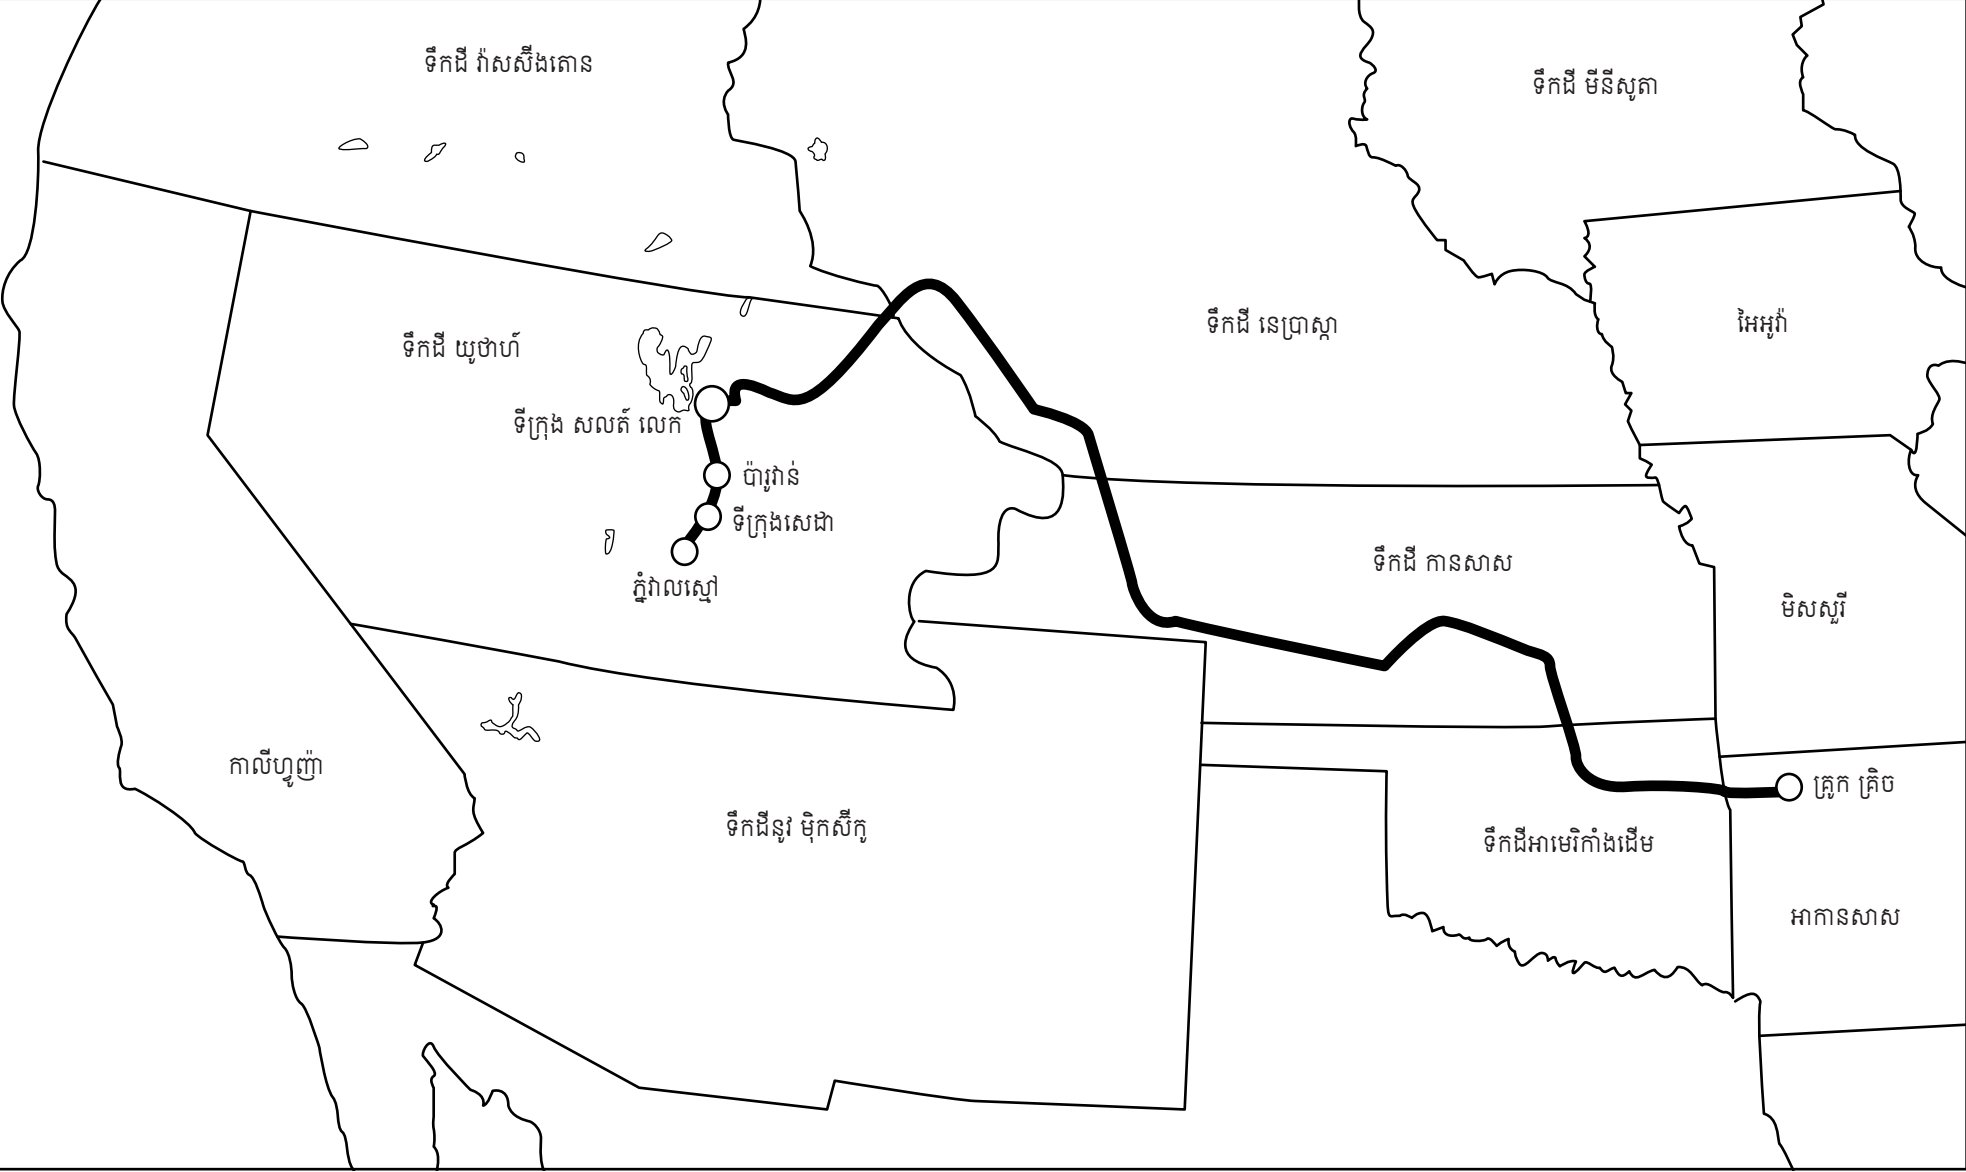 ទឹកដី វ៉ាសស៊ីងតោន
ទឹកដី មីនីសូតា
ទឹកដី នេប្រាស្កា
អៃអូវ៉ា
ទឹកដី យូថាហ៍
ទីក្រុង សលត៍ លេក
ប៉ារូវាន់
ទីក្រុងសេដា
ភ្នំវាលស្មៅ
ទឹកដី កានសាស
មិសសួរី
កាលីហ្វូញ៉ា
ទឹកដីនូវ ម៉ិកស៊ីកូ
គ្រូក គ្រិច
ទឹកដីអាមេរិកាំងដើម
អាកានសាស